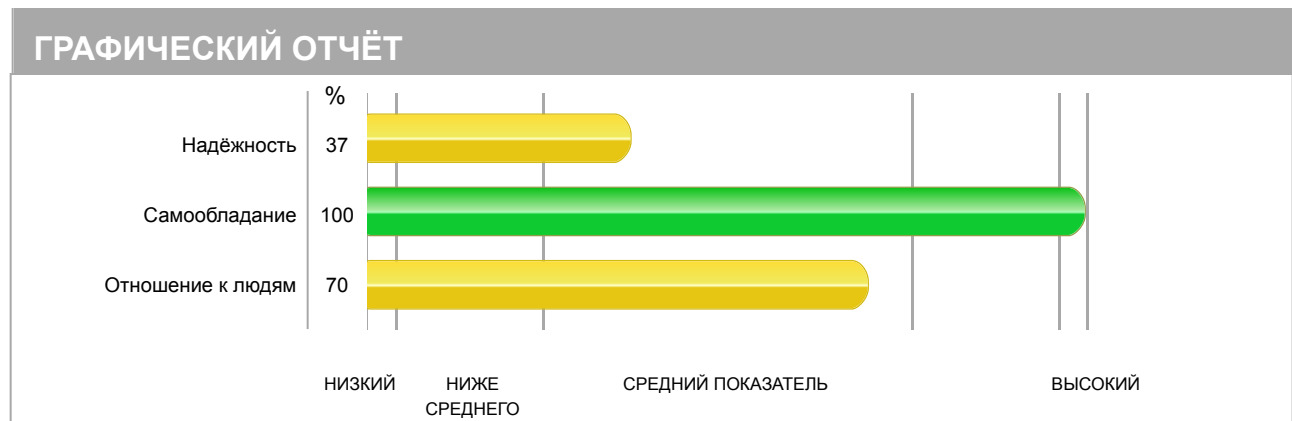 ГРАФИЧЕСКИЙ ОТЧЁТ
%
Надёжность 37
Самообладание 100
Отношение к людям 70
НИЗКИЙ НИЖЕ СРЕДНИЙ ПОКАЗАТЕЛЬ ВЫСОКИЙ
СРЕДНЕГО